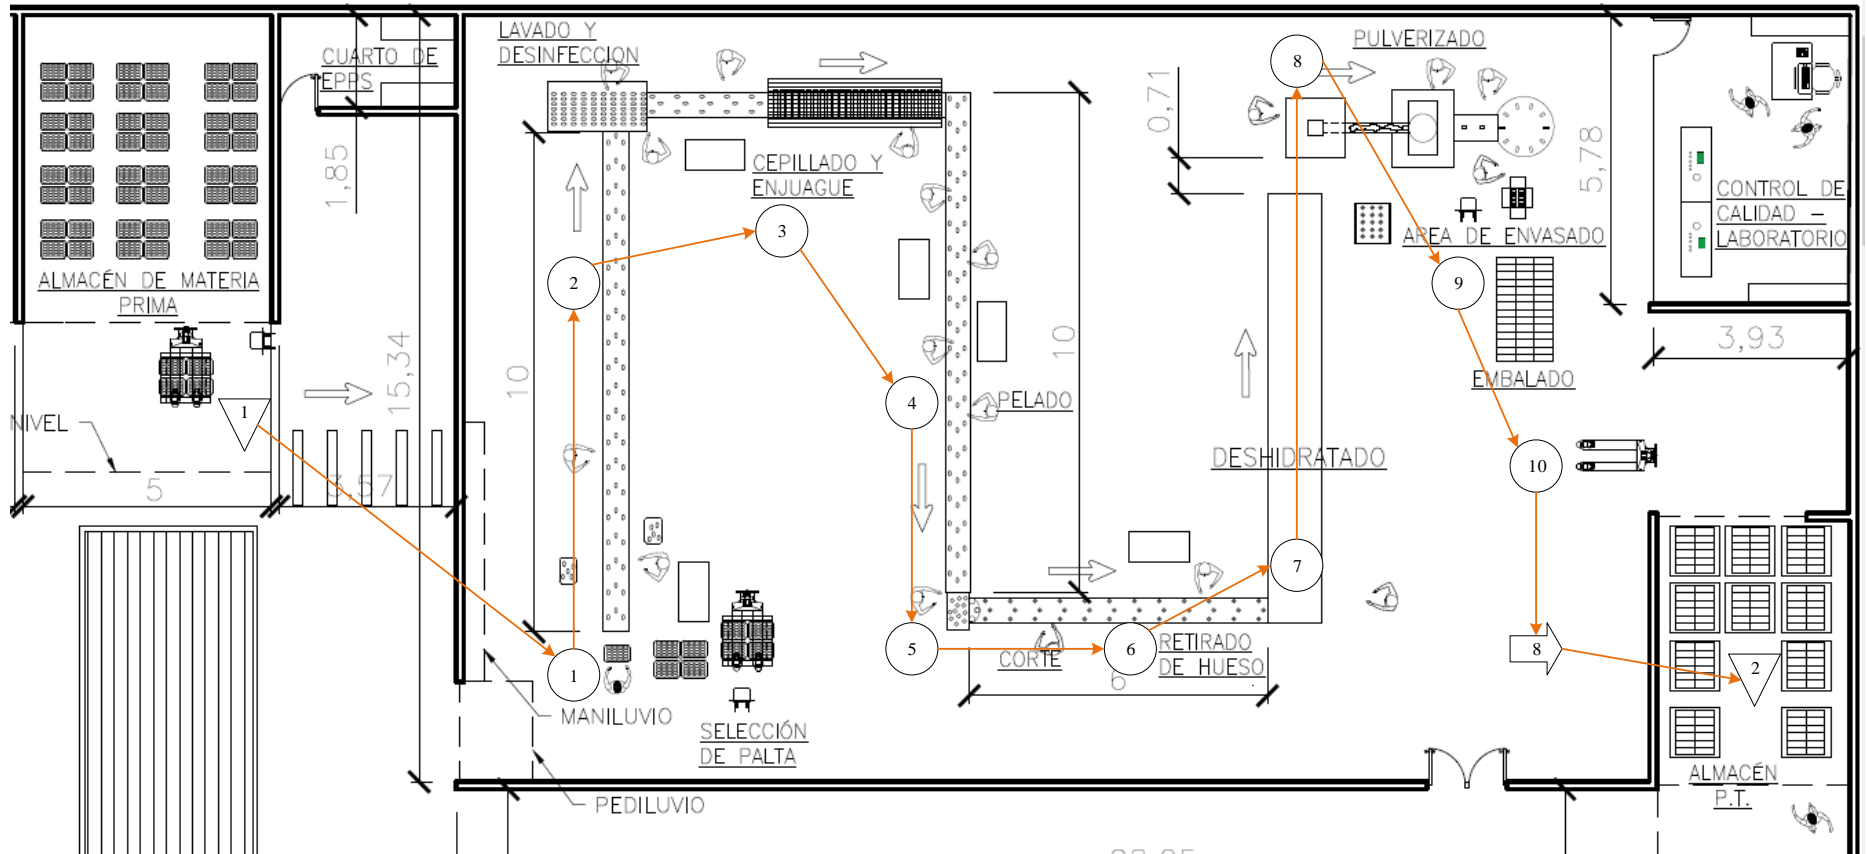 LAVADO Y
DESINFECCION
CUARTO DE
EPPS
PULVERIZADO
8
0,71
5,78
1,85
CEPILLADO Y
ENJUAGUE
3
CONTROL DE
CALIDAD –
LABORATORIO
AREA DE ENVASADO
ALMACÉN DE MATERIA
PRIMA
2
9
15,34
10
10
3,93
EMBALADO
1
4
PELADO
NIVEL
DESHIDRATADO
10
5
3,57
7
1
5
6
CORTE
RETIRADO
DE HUESO
6
8
2
MANILUVIO
SELECCIÓN
DE PALTA
PEDILUVIO
ALMACÉN
P.T.